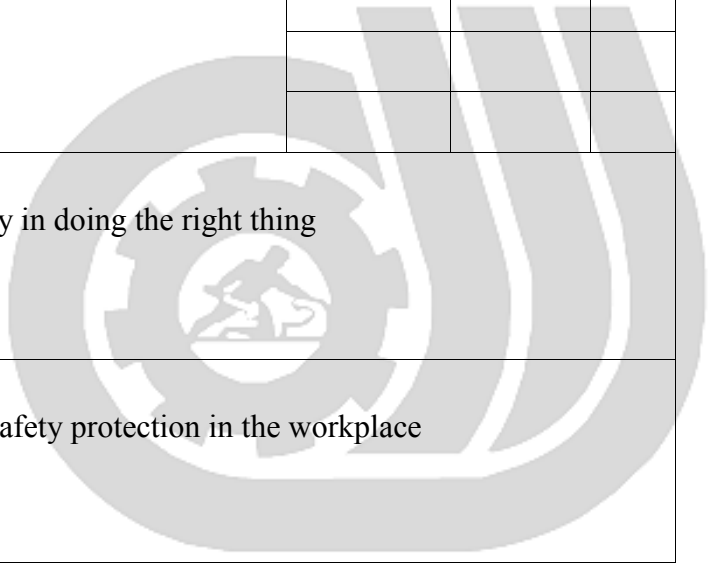 y in doing the right thing
afety protection in the workplace